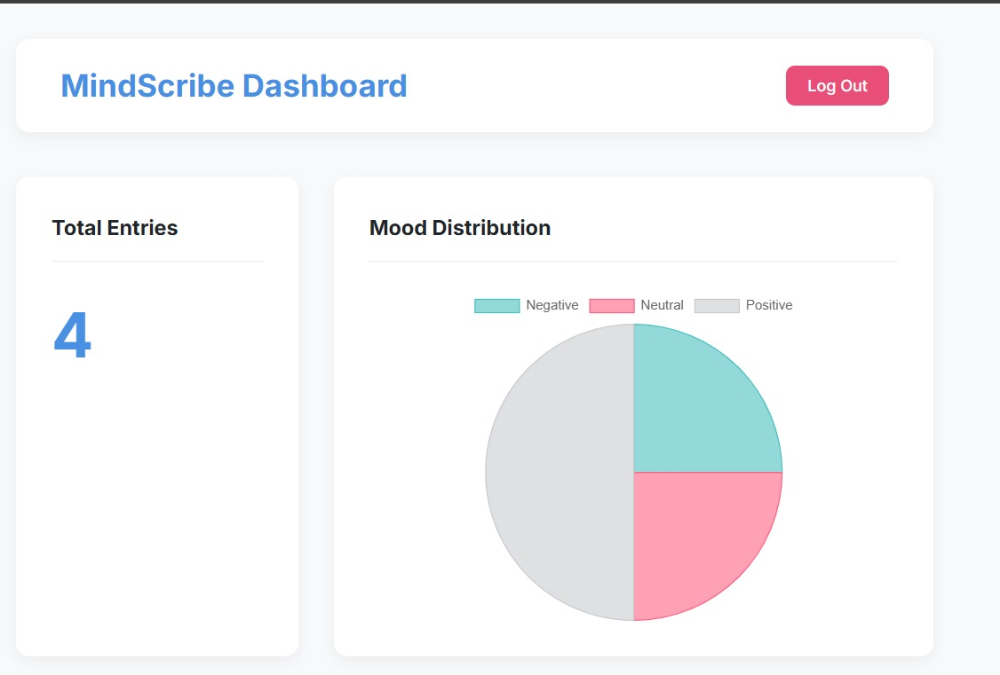 MindScribe Dashboard
Log Out
Total Entries
4
Mood Distribution
Negative Neutral Positive